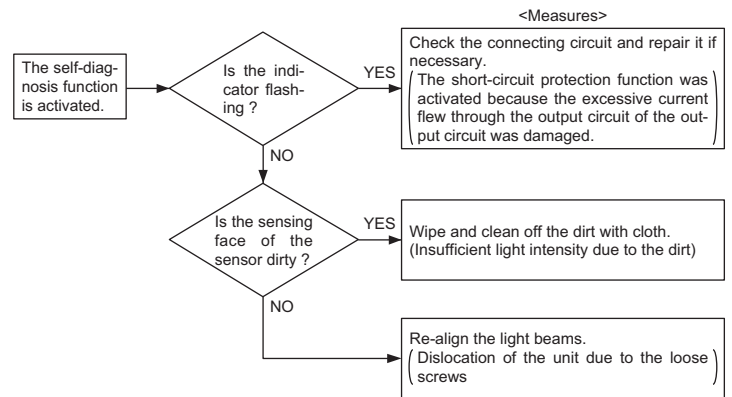 <Measures>
The self-diag-
nosis function
is activated.
Is the indi-
cator flash-
ing ?
YES
Check the connecting circuit and repair it if
necessary.
The short-circuit protection function was
activated because the excessive current
flew through the output circuit of the out-
put circuit was damaged.
NO
Is the sensing
face of the
sensor dirty ?
YES
Wipe and clean off the dirt with cloth.
(Insufficient light intensity due to the dirt)
NO
Re-align the light beams.
Dislocation of the unit due to the loose
screws